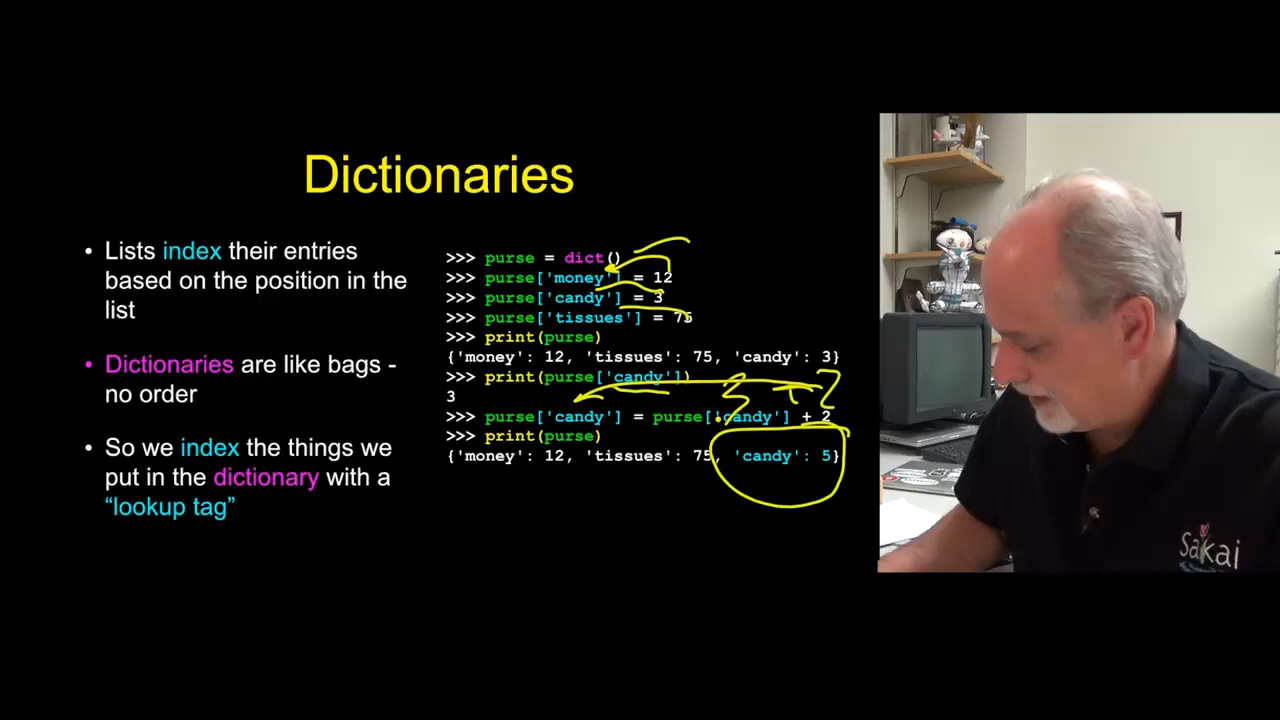 Dictionaries
• Lists index their entries
based on the position in the
list
• Dictionaries are like bags -
no order
• So we index the things we
put in the dictionary with a
“lookup tag”
>>> purse = dict()
>>> purse['money'] = 12
>>> purse['candy'] = 3
>>> purse['tissues'] = 75
>>> print(purse)
{'money': 12, 'tissues': 75, 'candy': 3}
>>> print(purse['candy'])
3
3 + 2
>>> purse['candy'] = purse['candy'] + 2
>>> print(purse)
{'money': 12, 'tissues': 75, 'candy': 5}
Sakai